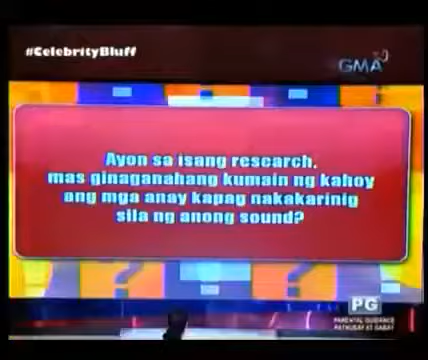 #CelebrityBluff
GMA
Ayon sa isang research,
mas ginaganahang kumain ng kahoy
ang mga anay kapag nakakarinig
sila ng anong sound?
PG
PARENTAL GUIDANCE
PATNUBAY AT GABAY